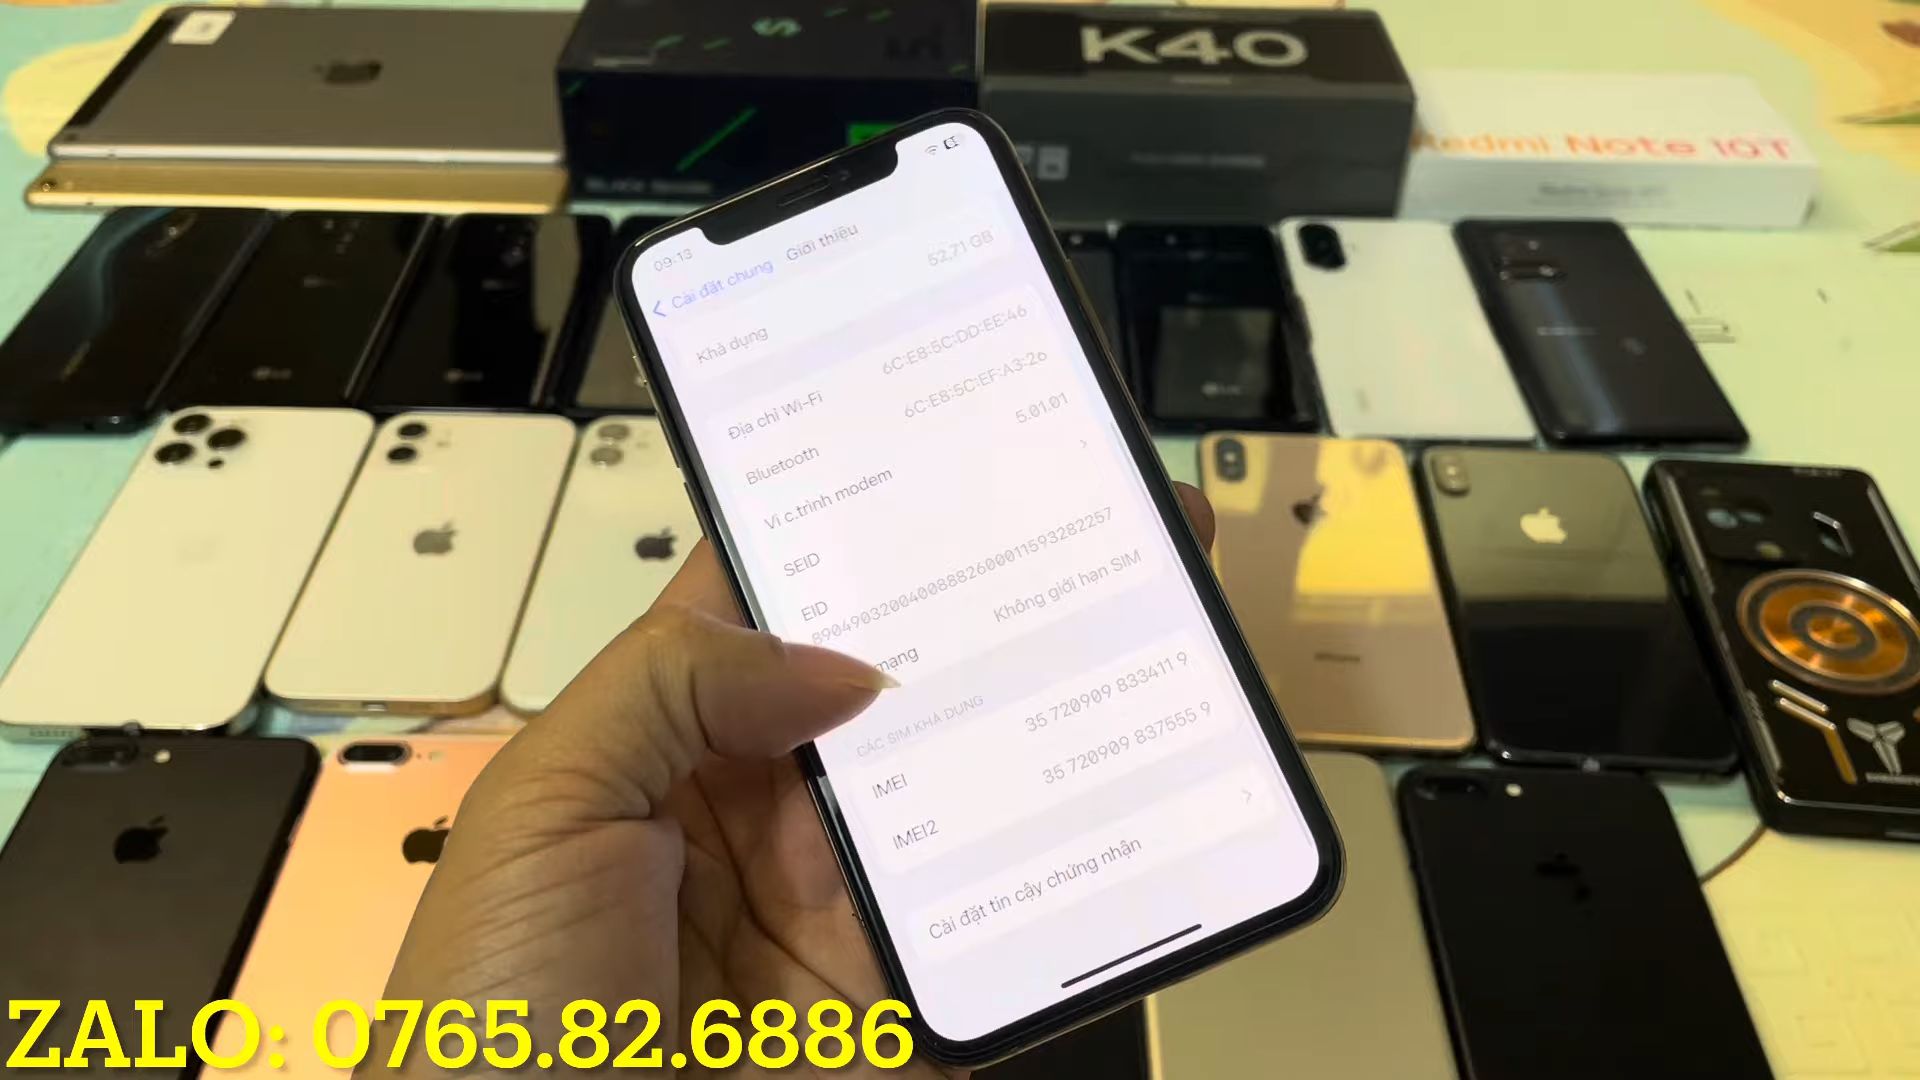 K40
Redmi Note 10T
09:13
Cài đặt chung
Giới thiệu
Khả dụng
52,71 GB
Địa chỉ Wi-Fi
6C:E8:5C:DD:EE:46
Bluetooth
6C:E8:5C:EF:A3:26
Vi c.trình modem
5.01.01
SEID
EID
89049032004008882600011593282257
mạng
Không giới hạn SIM
CÁC SIM KHẢ DỤNG
IMEI
35 720909 833411 9
IMEI2
35 720909 837555 9
Cài đặt tin cậy chứng nhận
ZALO: 0765.82.6886